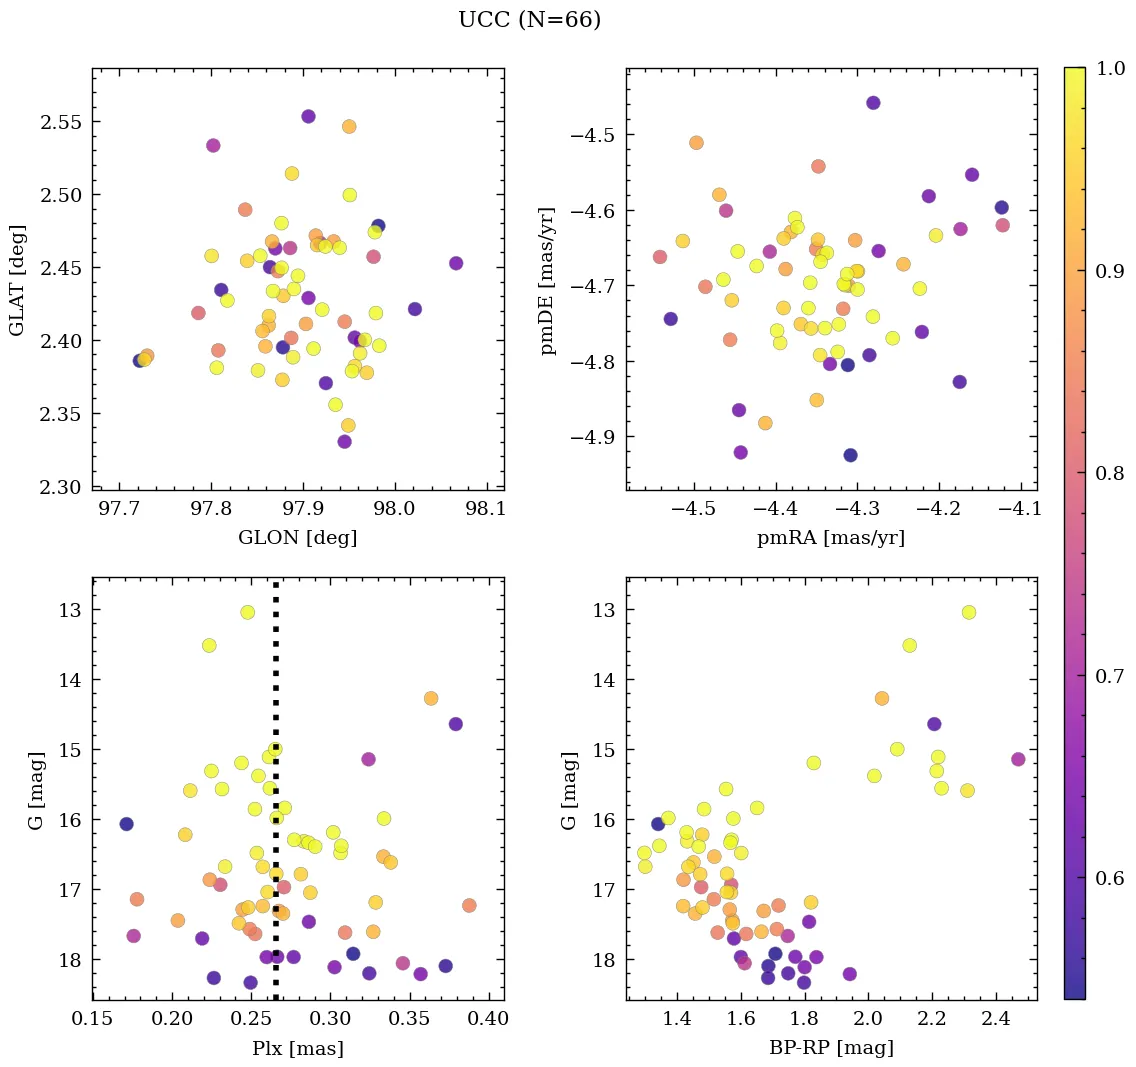 UCC (N=66)
2.55
2.50
2.45
2.40
2.35
2.30
GLAT [deg]
97.7 97.8 97.9 98.0 98.1
GLON [deg]
−4.5
−4.6
−4.7
−4.8
−4.9
pmDE [mas/yr]
−4.5 −4.4 −4.3 −4.2 −4.1
pmRA [mas/yr]
1.0
0.9
0.8
0.7
0.6
13
14
15
16
17
18
G [mag]
0.15 0.20 0.25 0.30 0.35 0.40
Plx [mas]
13
14
15
16
17
18
G [mag]
1.4 1.6 1.8 2.0 2.2 2.4
BP-RP [mag]